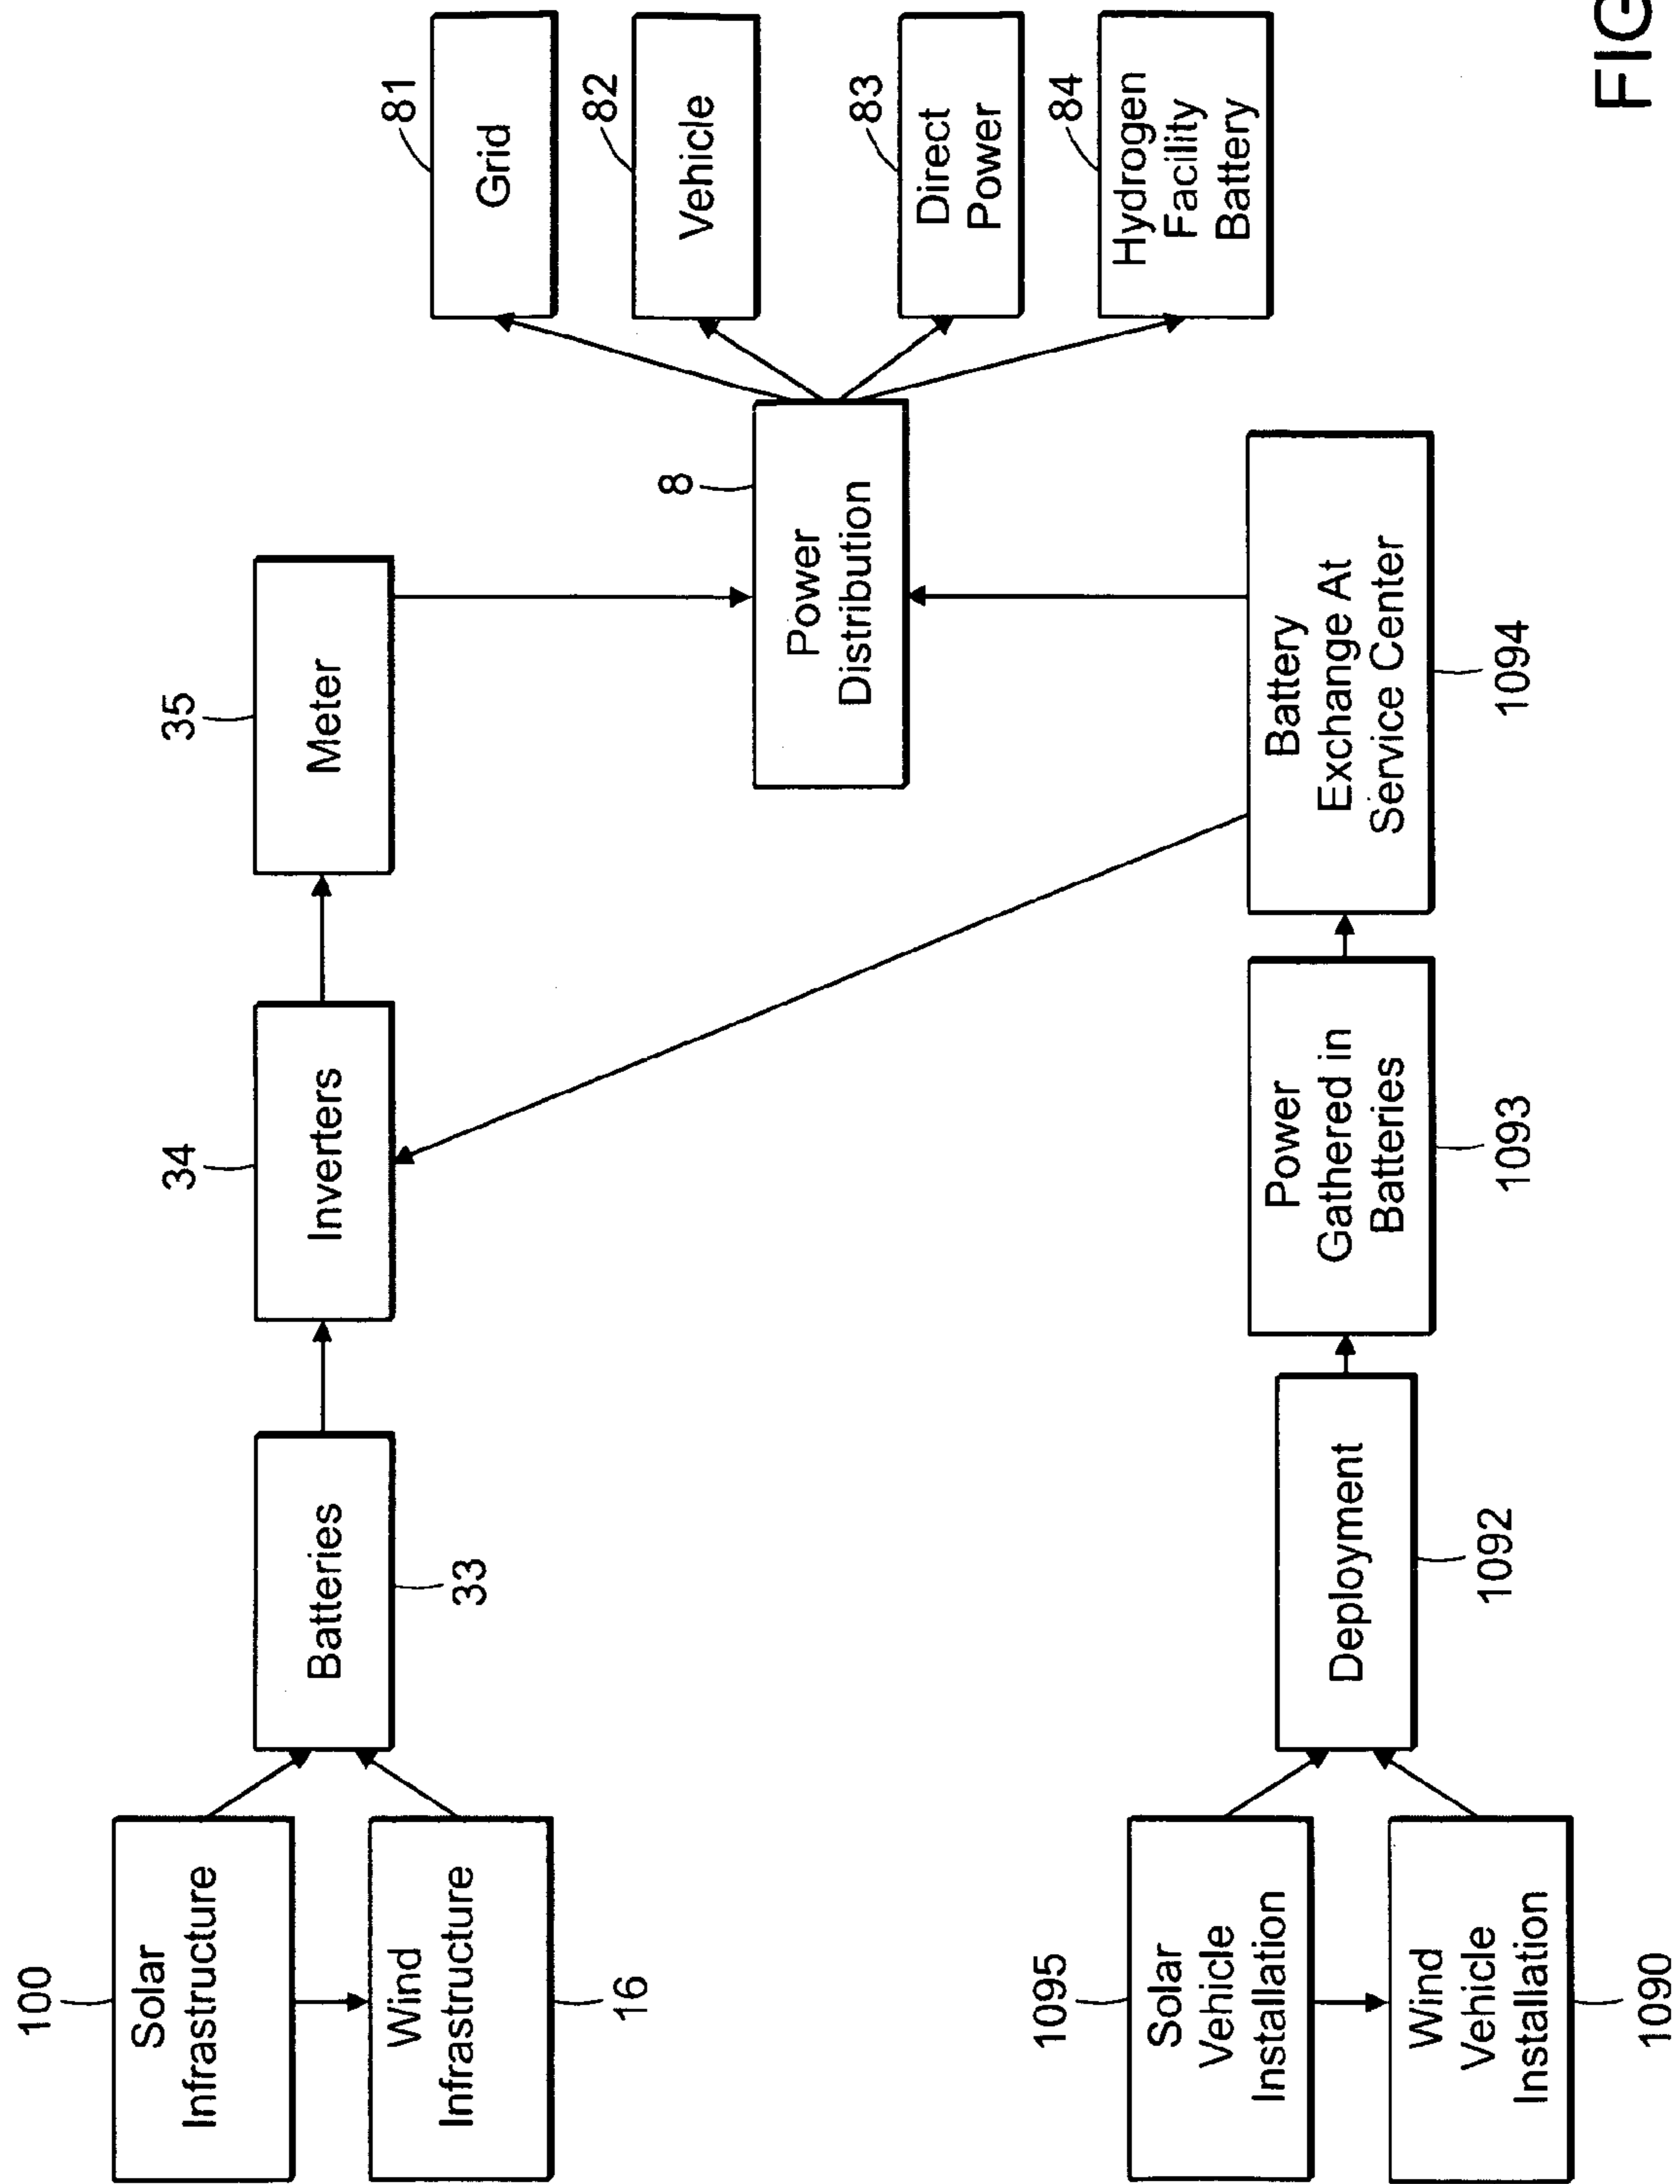 100
Solar
Infrastructure
Wind
Infrastructure
16
Batteries
33
34
Inverters
35
Meter
8
Power
Distribution
81
Grid
82
Vehicle
83
Direct
Power
84
Hydrogen
Facility
Battery
1095
Solar
Vehicle
Installation
Wind
Vehicle
Installation
1090
Deployment
1092
Power
Gathered in
Batteries
1093
Battery
Exchange At
Service Center
1094
FIG